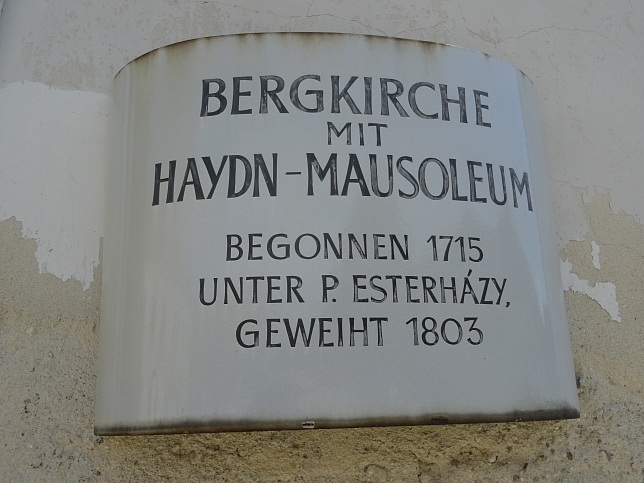 BERGKIRCHE
MIT
HAYDN-MAUSOLEUM
BEGONNEN 1715
UNTER P. ESTERHÁZY,
GEWEIHT 1803